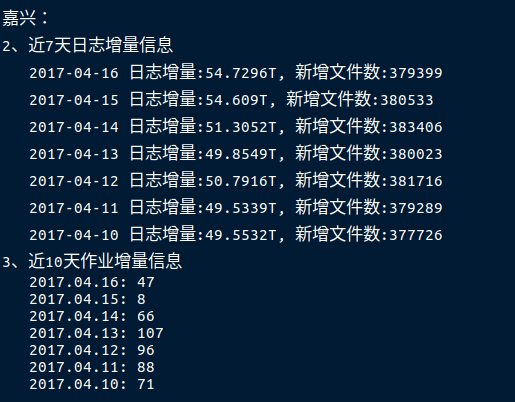 嘉兴：
2、近7天日志增量信息
2017-04-16 日志增量:54.7296T, 新增文件数:379399
2017-04-15 日志增量:54.609T, 新增文件数:380533
2017-04-14 日志增量:51.3052T, 新增文件数:383406
2017-04-13 日志增量:49.8549T, 新增文件数:380023
2017-04-12 日志增量:50.7916T, 新增文件数:381716
2017-04-11 日志增量:49.5339T, 新增文件数:379289
2017-04-10 日志增量:49.5532T, 新增文件数:377726
3、近10天作业增量信息
2017.04.16: 47
2017.04.15: 8
2017.04.14: 66
2017.04.13: 107
2017.04.12: 96
2017.04.11: 88
2017.04.10: 71